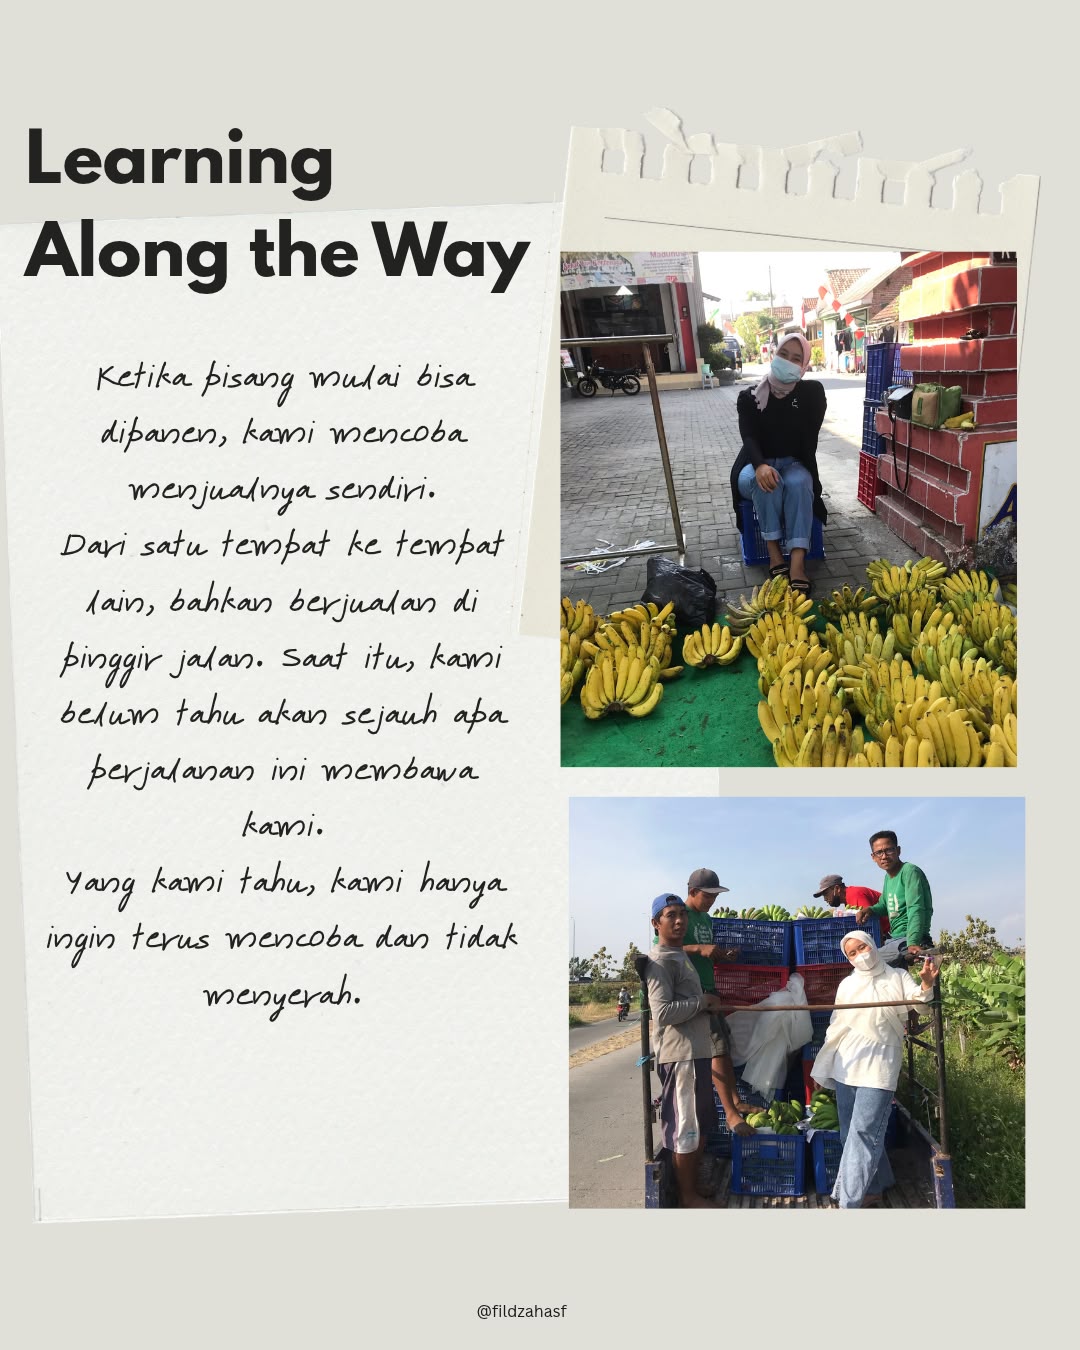 Learning
Along the Way
Ketika pisang mulai bisa
dipanen, kami mencoba
menjualnya sendiri.
Dari satu tempat ke tempat
lain, bahkan berjualan di
pinggir jalan. Saat itu, kami
belum tahu akan sejauh apa
perjalanan ini membawa
kami.
Yang kami tahu, kami hanya
ingin terus mencoba dan tidak
menyerah.
@fildzahasf